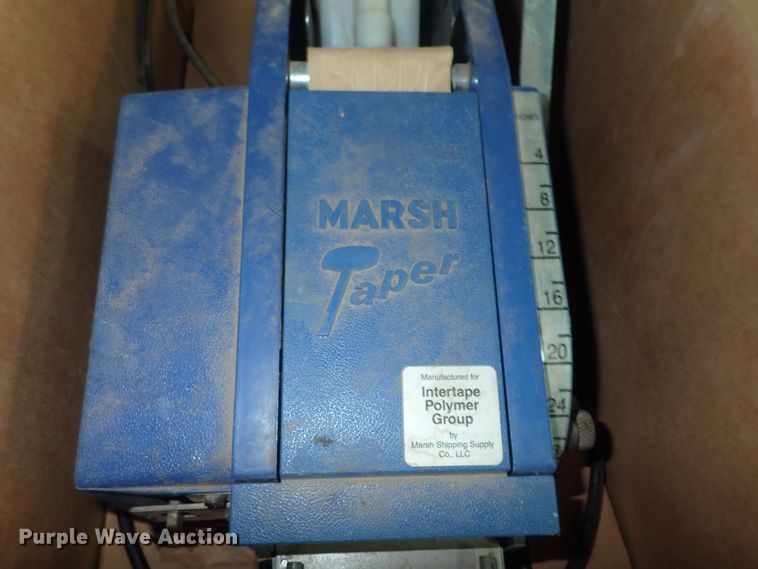 MARSH
Taper
4
8
12
16
20
24
Manufactured for
Intertape
Polymer
Group
by
Marsh Shipping Supply
Co., LLC
Purple Wave Auction